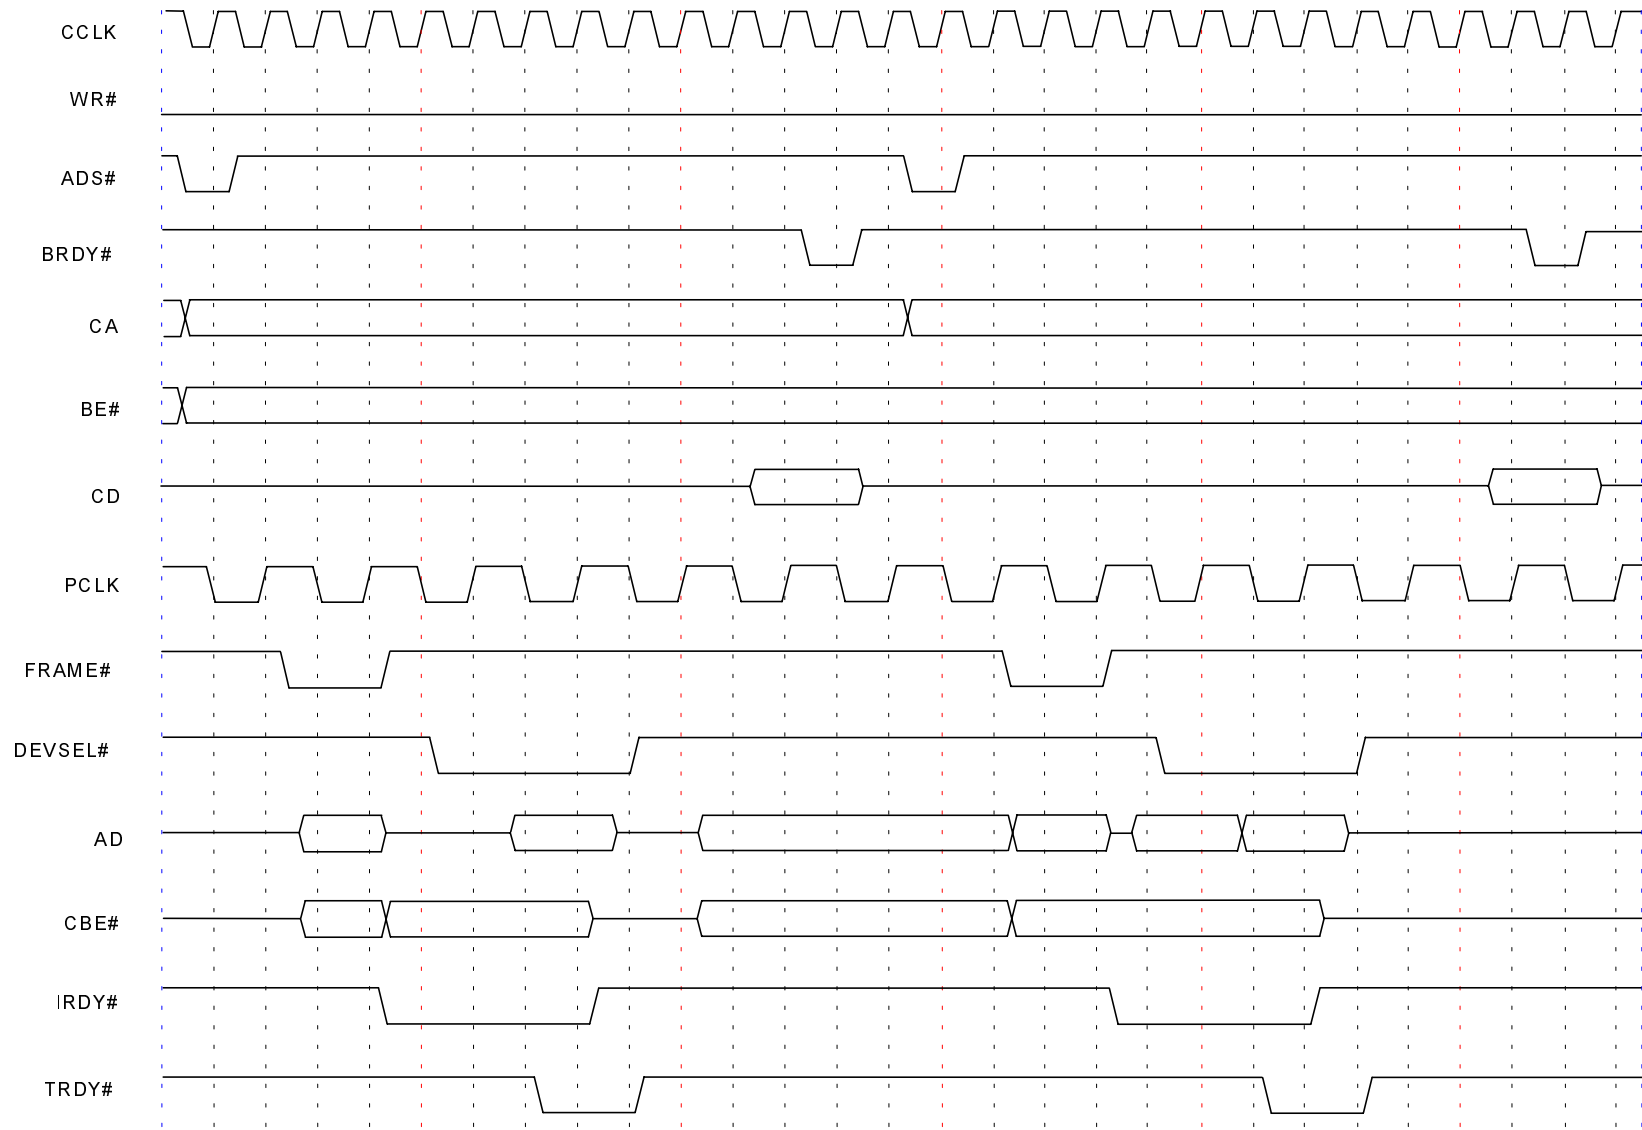 CCLK
WR#
ADS#
BRDY#
CA
BE#
CD
PCLK
FRAME#
DEVSEL#
AD
CBE#
IRDY#
TRDY#